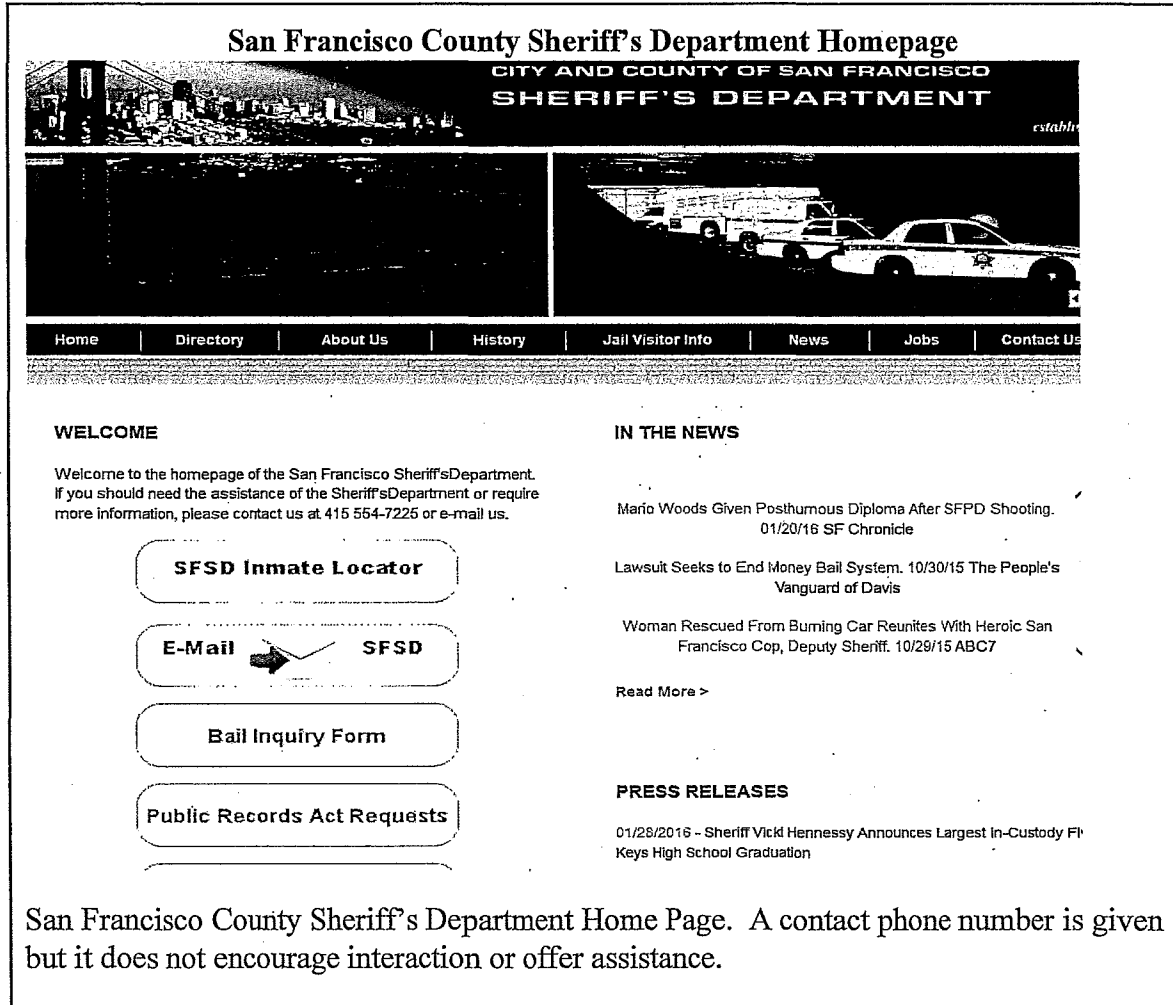 San Francisco County Sheriff's Department Homepage
CITY AND COUNTY OF SAN FRANCISCO
SHERIFF'S DEPARTMENT
Home
Directory
About Us
History
Jail Visitor Info
News
Jobs
Contact Us
WELCOME
Welcome to the homepage of the San Francisco Sheriff'sDepartment.
If you should need the assistance of the Sheriff'sDepartment or require
more information, please contact us at 415 554-7225 or e-mail us.
SFSD Inmate Locator
E-Mail SFSD
Bail Inquiry Form
Public Records Act Requests
IN THE NEWS
Mario Woods Given Posthumous Diploma After SFPD Shooting.
01/20/16 SF Chronicle
Lawsuit Seeks to End Money Bail System. 10/30/15 The People's
Vanguard of Davis
Woman Rescued From Burning Car Reunites With Heroic San
Francisco Cop, Deputy Sheriff. 10/29/15 ABC7
Read More >
PRESS RELEASES
01/28/2016 - Sheriff Vicki Hennessy Announces Largest In-Custody
Keys High School Graduation
San Francisco County Sheriff's Department Home Page. A contact phone number is given
but it does not encourage interaction or offer assistance.